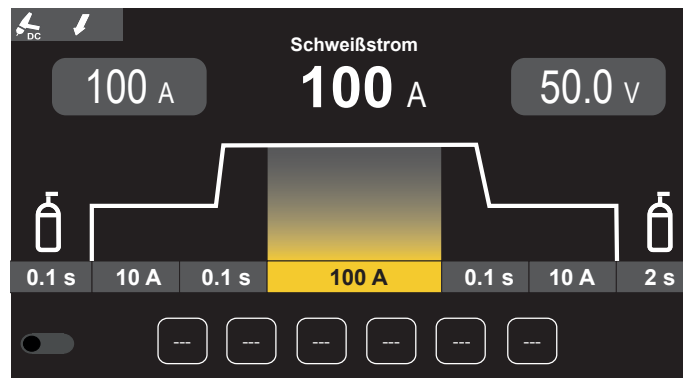 DC
Schweißstrom
100 A
100 A
50.0 V
0.1 s 10 A 0.1 s 100 A 0.1 s 10 A 2 s
--- --- --- --- --- ---